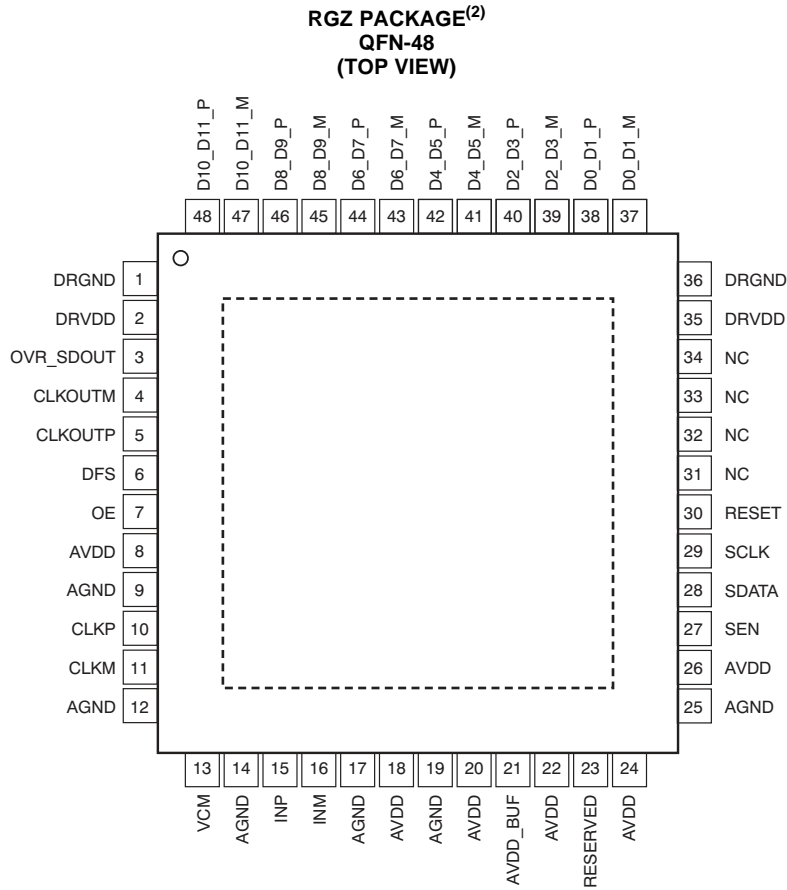 RGZ PACKAGE(2)
QFN-48
(TOP VIEW)
D10_D11_P
D10_D11_M
D8_D9_P
D8_D9_M
D6_D7_P
D6_D7_M
D4_D5_P
D4_D5_M
D2_D3_P
D2_D3_M
D0_D1_P
D0_D1_M
48 47 46 45 44 43 42 41 40 39 38 37
DRGND 1 36 DRGND
DRVDD 2 35 DRVDD
OVR_SDOUT 3 34 NC
CLKOUTM 4 33 NC
CLKOUTP 5 32 NC
DFS 6 31 NC
OE 7 30 RESET
AVDD 8 29 SCLK
AGND 9 28 SDATA
CLKP 10 27 SEN
CLKM 11 26 AVDD
AGND 12 25 AGND
13 14 15 16 17 18 19 20 21 22 23 24
VCM
AGND
INP
INM
AGND
AVDD
AGND
AVDD
AVDD_BUF
AVDD
RESERVED
AVDD